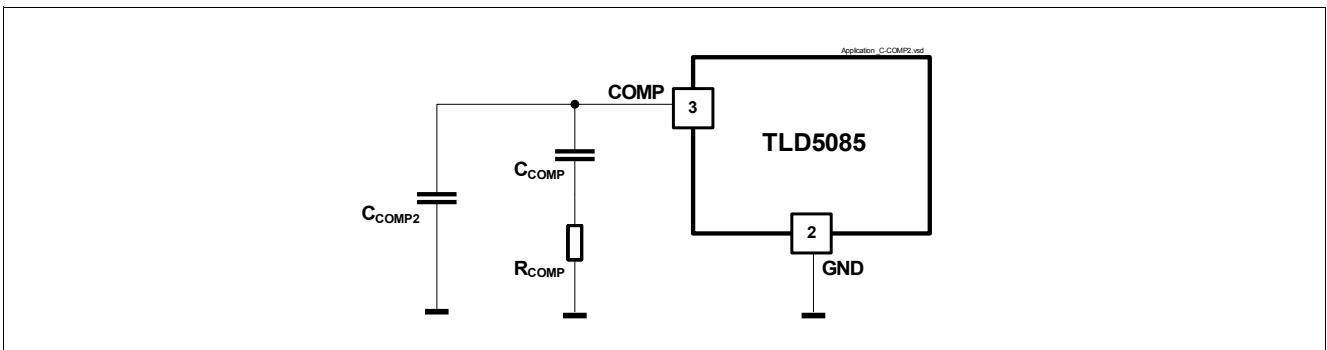 Application_C-COMP2.vsd
COMP
3
TLD5085
CCOMP
CCOMP2
2
RCOMP
GND